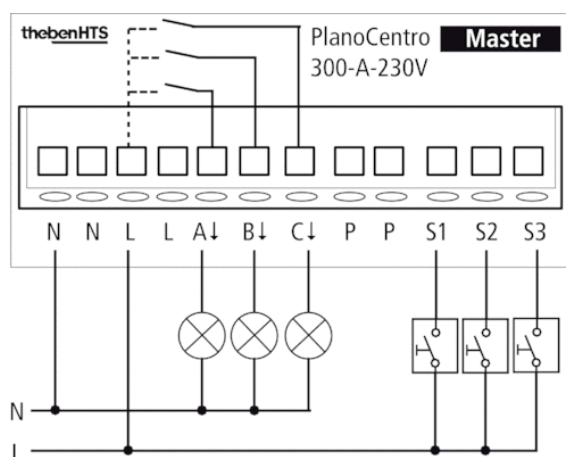 thebenHTS
PlanoCentro Master
300-A-230V
N N L L A↓ B↓ C↓ P P S1 S2 S3
N
L